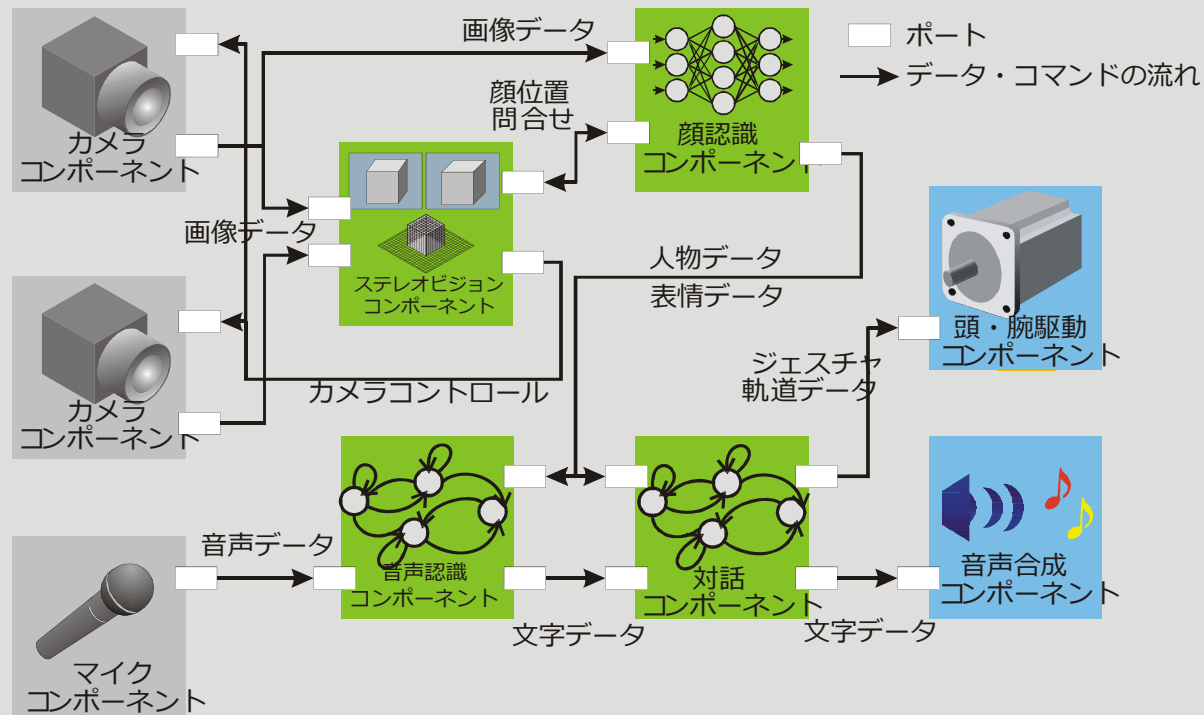 画像データ
ポート
データ・コマンドの流れ
顔位置
問合せ
カメラ
コンポーネント
顔認識
コンポーネント
画像データ
ステレオビジョン
コンポーネント
人物データ
表情データ
頭・腕駆動
コンポーネント
ジェスチャ
軌道データ
カメラコントロール
カメラ
コンポーネント
音声データ
音声認識
コンポーネント
対話
コンポーネント
音声合成
コンポーネント
文字データ
文字データ
マイク
コンポーネント